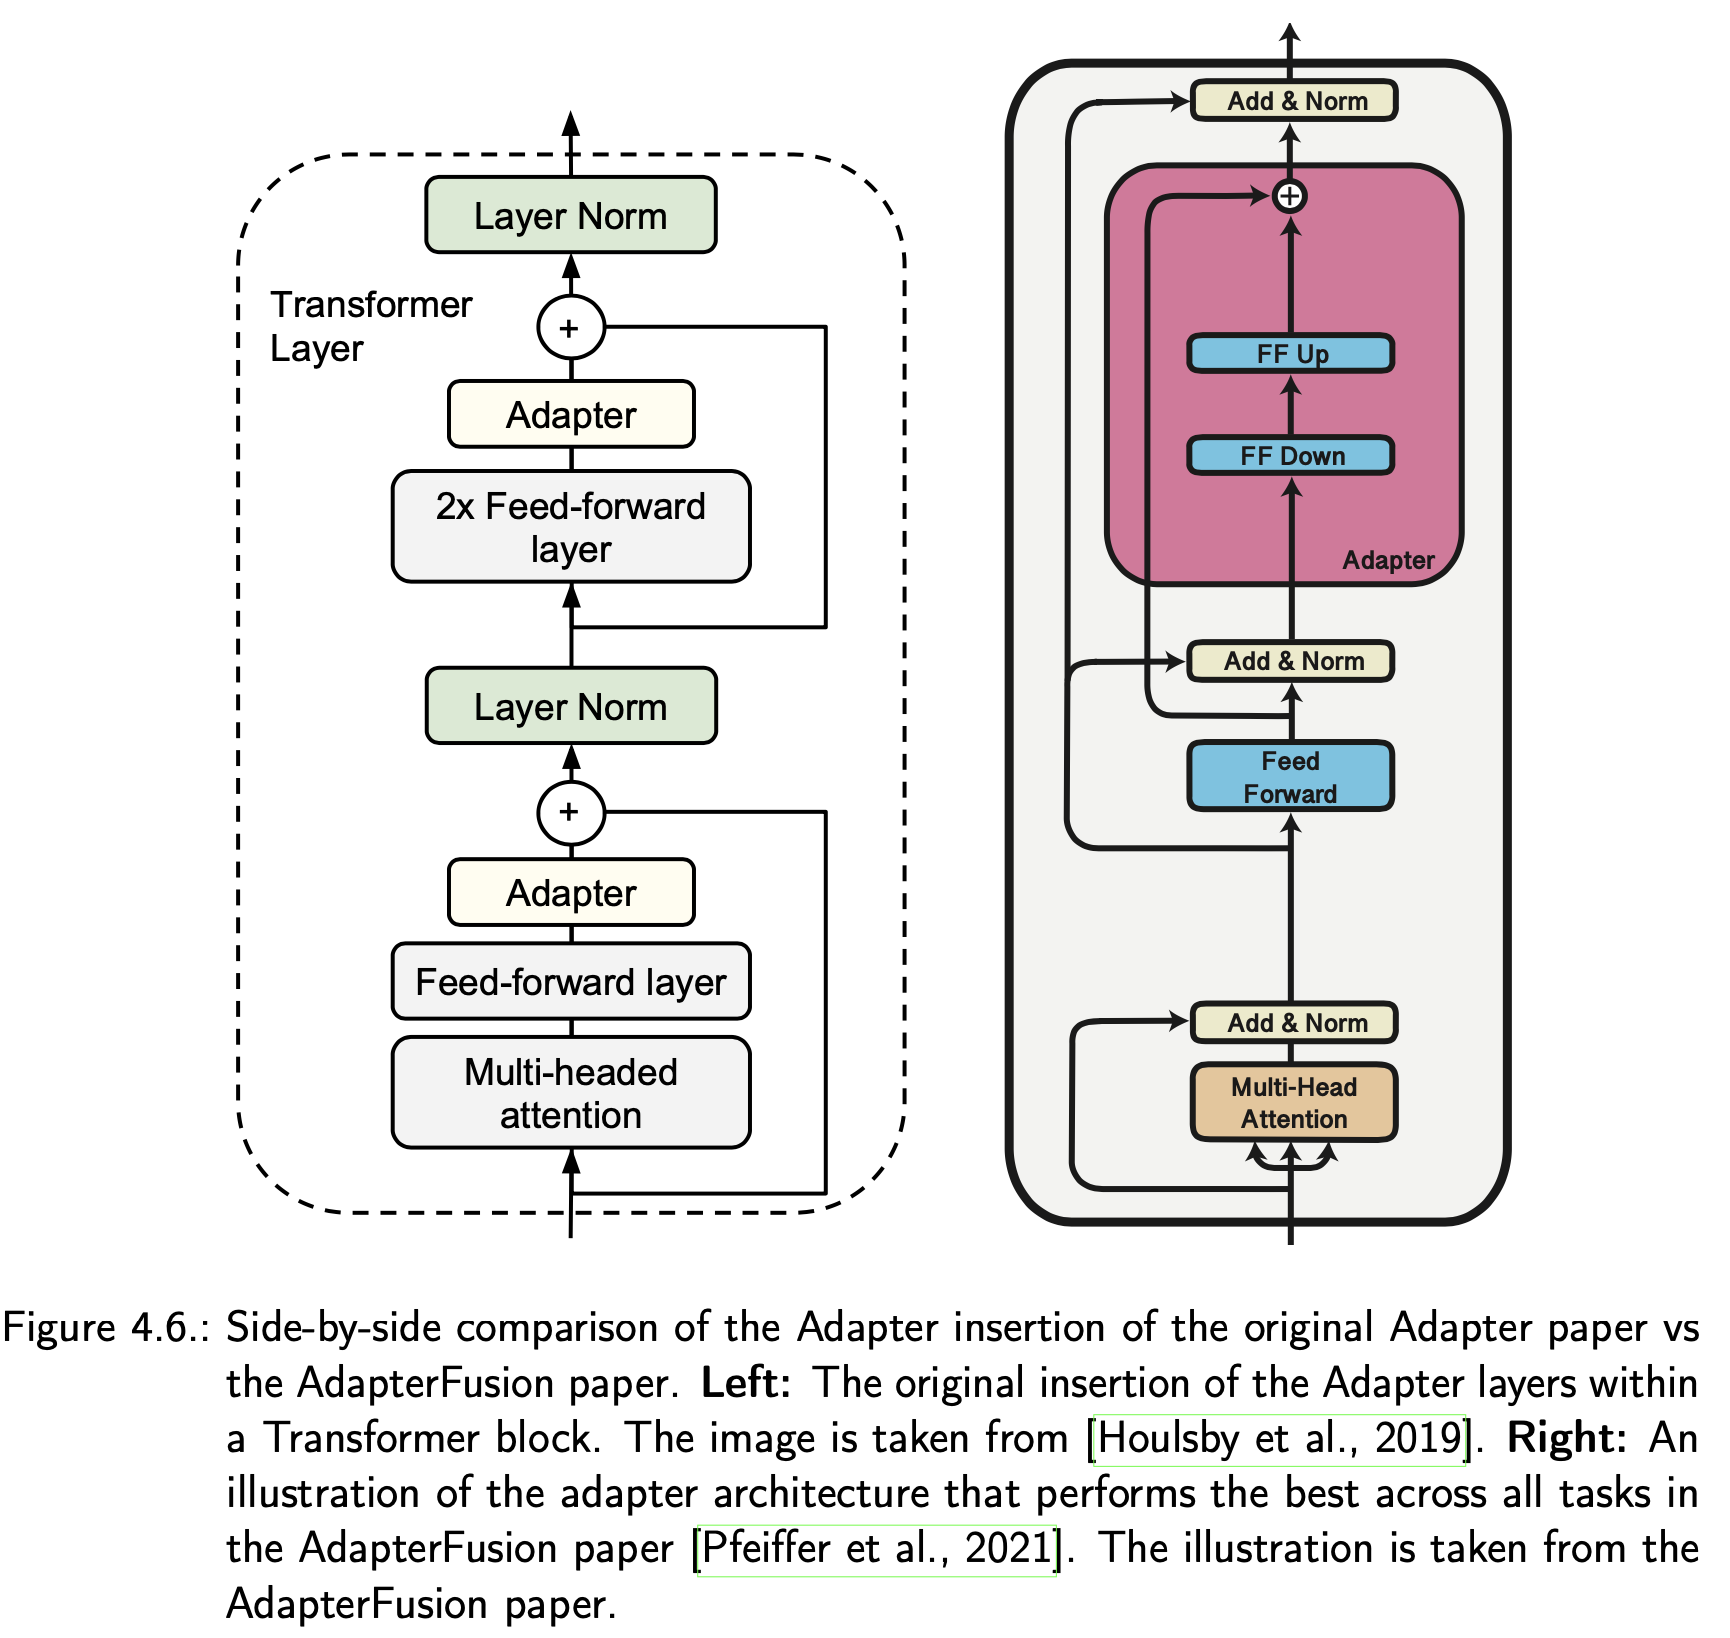 Layer Norm
Transformer
Layer
+
Adapter
2x Feed-forward
layer
Layer Norm
+
Adapter
Feed-forward layer
Multi-headed
attention
Add & Norm
+
FF Up
FF Down
Adapter
Add & Norm
Feed
Forward
Add & Norm
Multi-Head
Attention
Figure 4.6.: Side-by-side comparison of the Adapter insertion of the original Adapter paper vs
the AdapterFusion paper. Left: The original insertion of the Adapter layers within
a Transformer block. The image is taken from [Houlsby et al., 2019]. Right: An
illustration of the adapter architecture that performs the best across all tasks in
the AdapterFusion paper [Pfeiffer et al., 2021]. The illustration is taken from the
AdapterFusion paper.